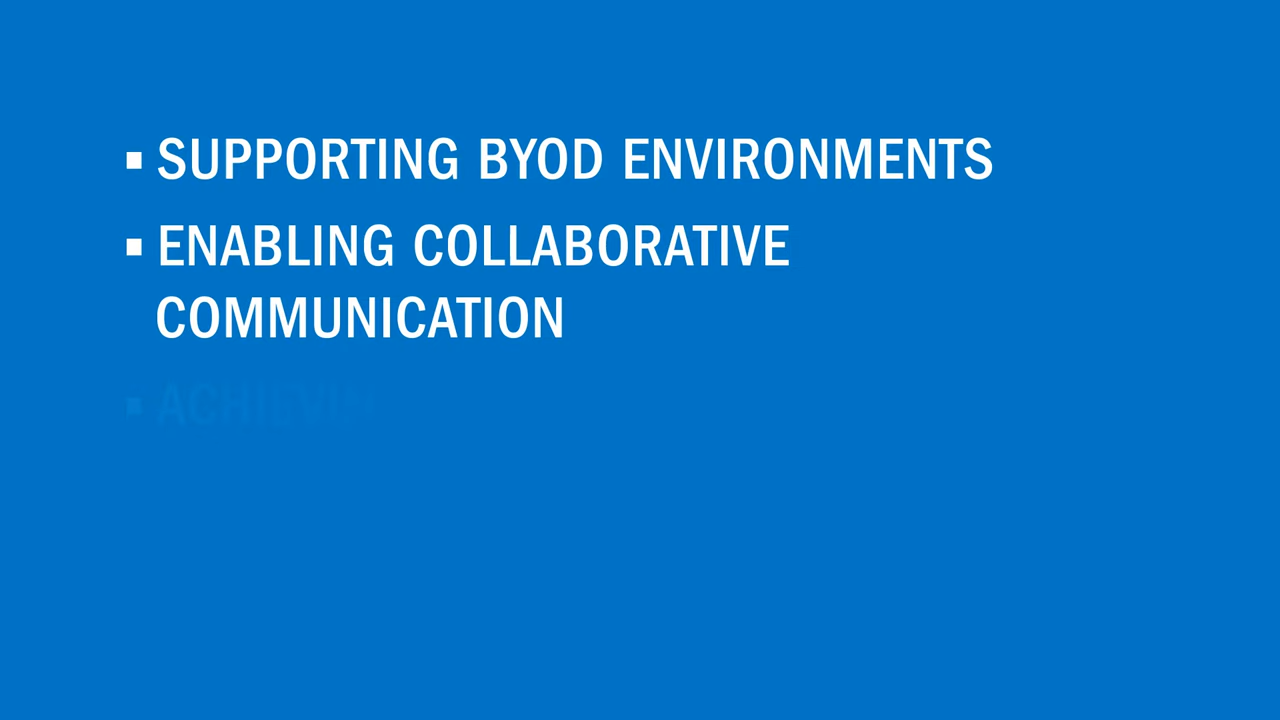 ▪ SUPPORTING BYOD ENVIRONMENTS
▪ ENABLING COLLABORATIVE
COMMUNICATION